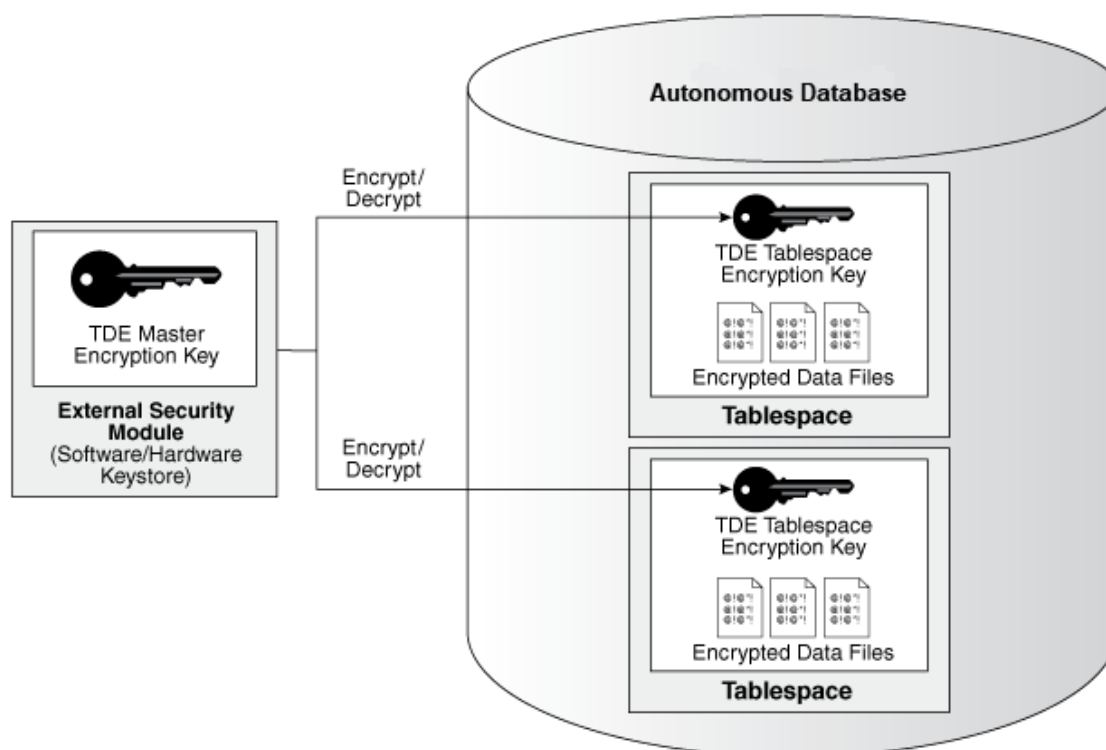 Autonomous Database
Encrypt/
Decrypt
TDE Master
Encryption Key
External Security
Module
(Software/Hardware
Keystore)
TDE Tablespace
Encryption Key
@!@"!
#@!@"!
@!@"!
Encrypted Data Files
Tablespace
Encrypt/
Decrypt
TDE Tablespace
Encryption Key
Encrypted Data Files
Tablespace